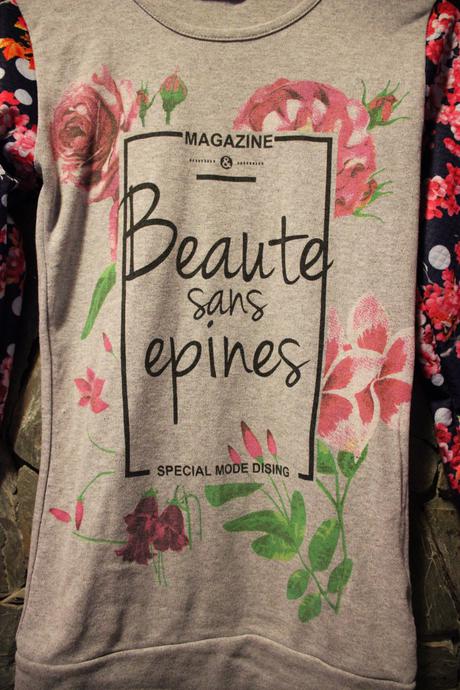 MAGAZINE
&
Beaute
sans
epines
SPECIAL MODE DISING